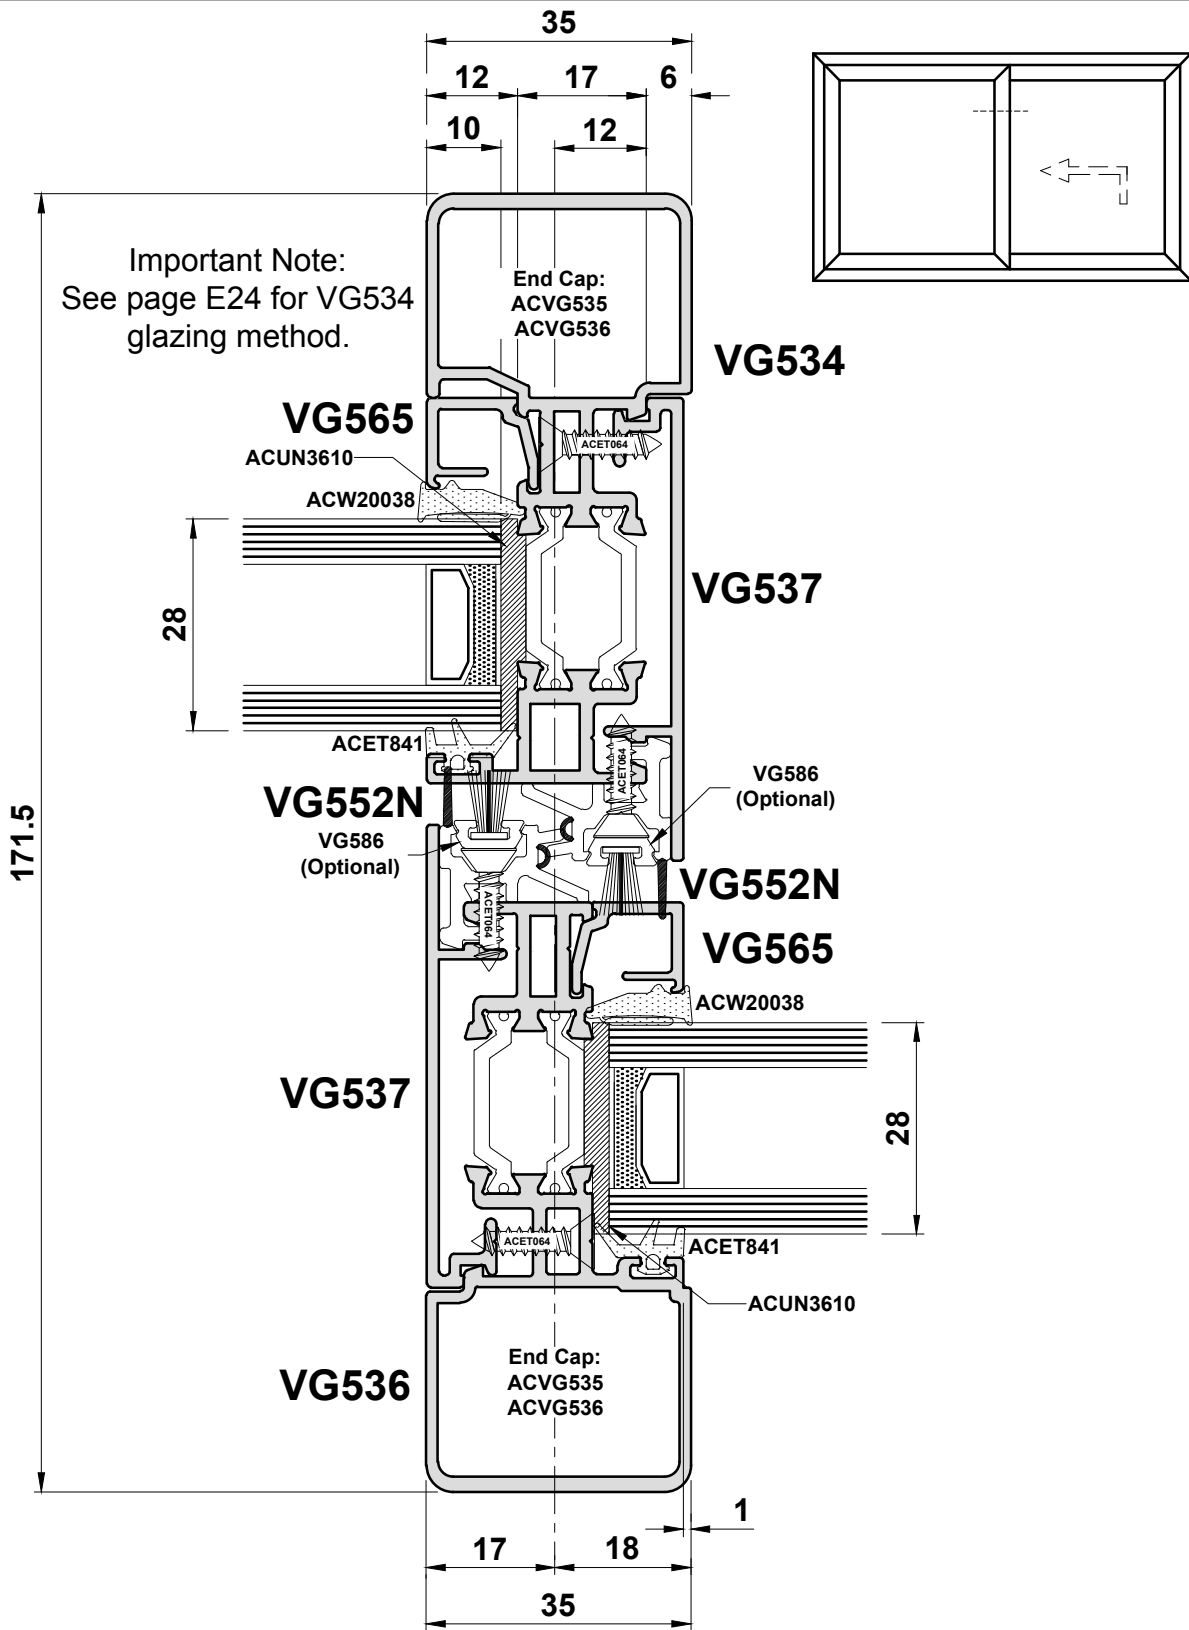 35
12
17
6
10
12
Important Note:
See page E24 for VG534
glazing method.
End Cap:
ACVG535
ACVG536
VG534
VG565
ACET064
ACUN3610
ACW20038
VG537
28
ACET841
ACET064
VG586
(Optional)
VG552N
VG586
(Optional)
171.5
VG552N
ACET064
VG565
ACW20038
VG537
28
ACET064
ACET841
ACUN3610
End Cap:
ACVG535
ACVG536
VG536
1
17
18
35